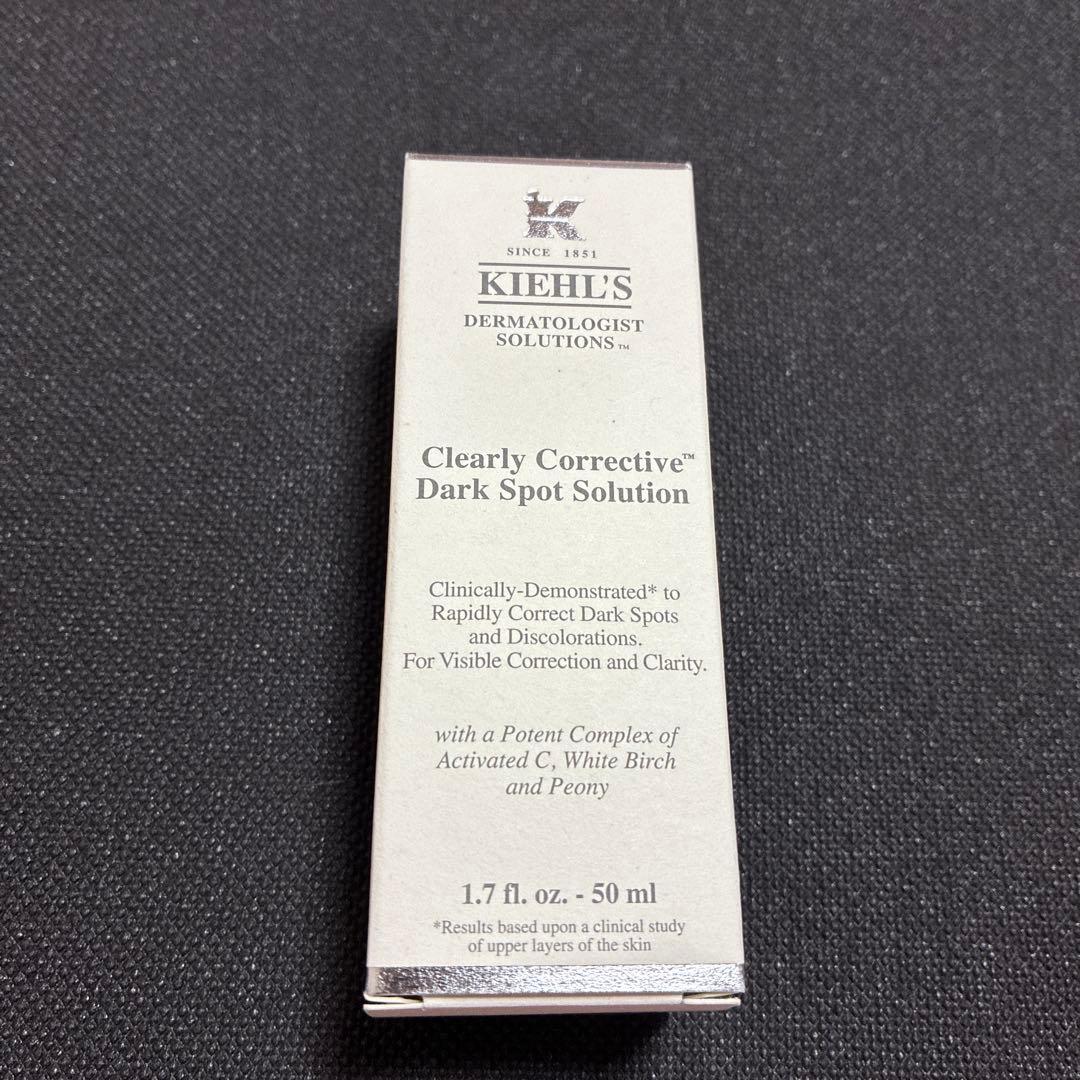 K
SINCE 1851
KIEHL'S
DERMATOLOGIST
SOLUTIONS™
Clearly Corrective™
Dark Spot Solution
Clinically-Demonstrated* to
Rapidly Correct Dark Spots
and Discolorations.
For Visible Correction and Clarity.
with a Potent Complex of
Activated C, White Birch
and Peony
1.7 fl. oz. - 50 ml
*Results based upon a clinical study
of upper layers of the skin